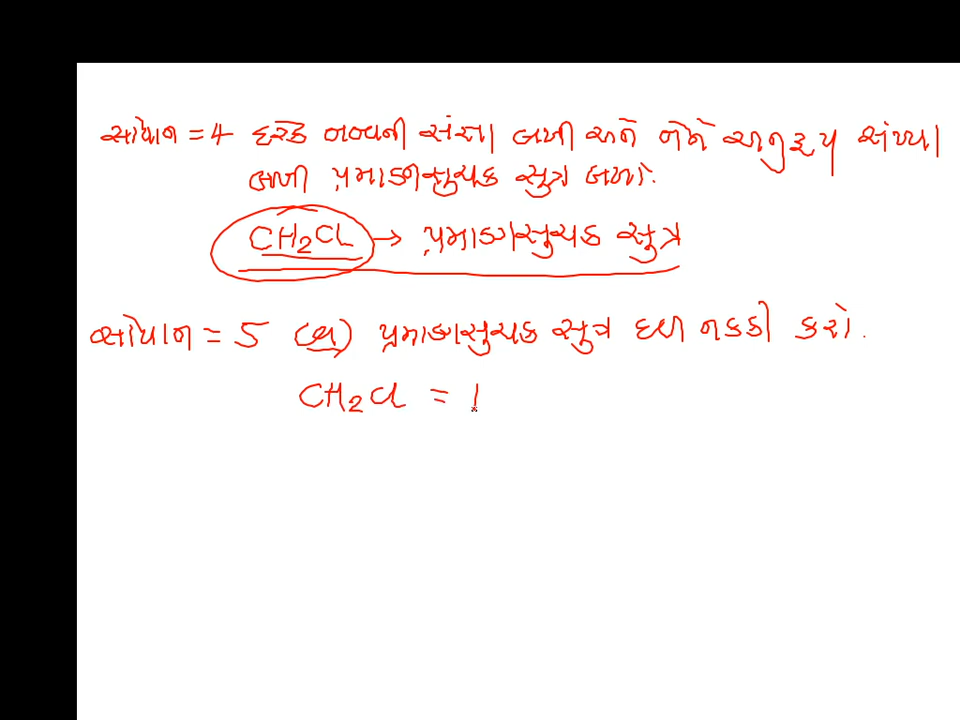 સોપાન = 4 દરેક તત્વની સંજ્ઞા લખી અને તેને અનુરૂપ સંખ્યા
લખી પ્રમાણસુચક સુત્ર લખો.
CH₂Cl → પ્રમાણસુચક સુત્ર
સોપાન = 5 (અ) પ્રમાણસુચક સુત્ર દળ નકકી કરો.
CH₂Cl = 1